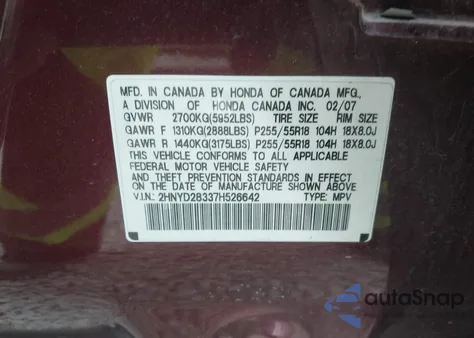 MFD. IN CANADA BY HONDA OF CANADA MFG.,
A DIVISION OF HONDA CANADA INC. 02/07
GVWR 2700KG(5952LBS) TIRE SIZE RIM SIZE
GAWR F 1310KG(2888LBS) P255/55R18 104H 18X8.0J
GAWR R 1440KG(3175LBS) P255/55R18 104H 18X8.0J
THIS VEHICLE CONFORMS TO ALL APPLICABLE
FEDERAL MOTOR VEHICLE SAFETY
AND THEFT PREVENTION STANDARDS IN EFFECT
ON THE DATE OF MANUFACTURE SHOWN ABOVE.
V.I.N.: 2HNYD28337H526642 TYPE: MPV
autoSnap